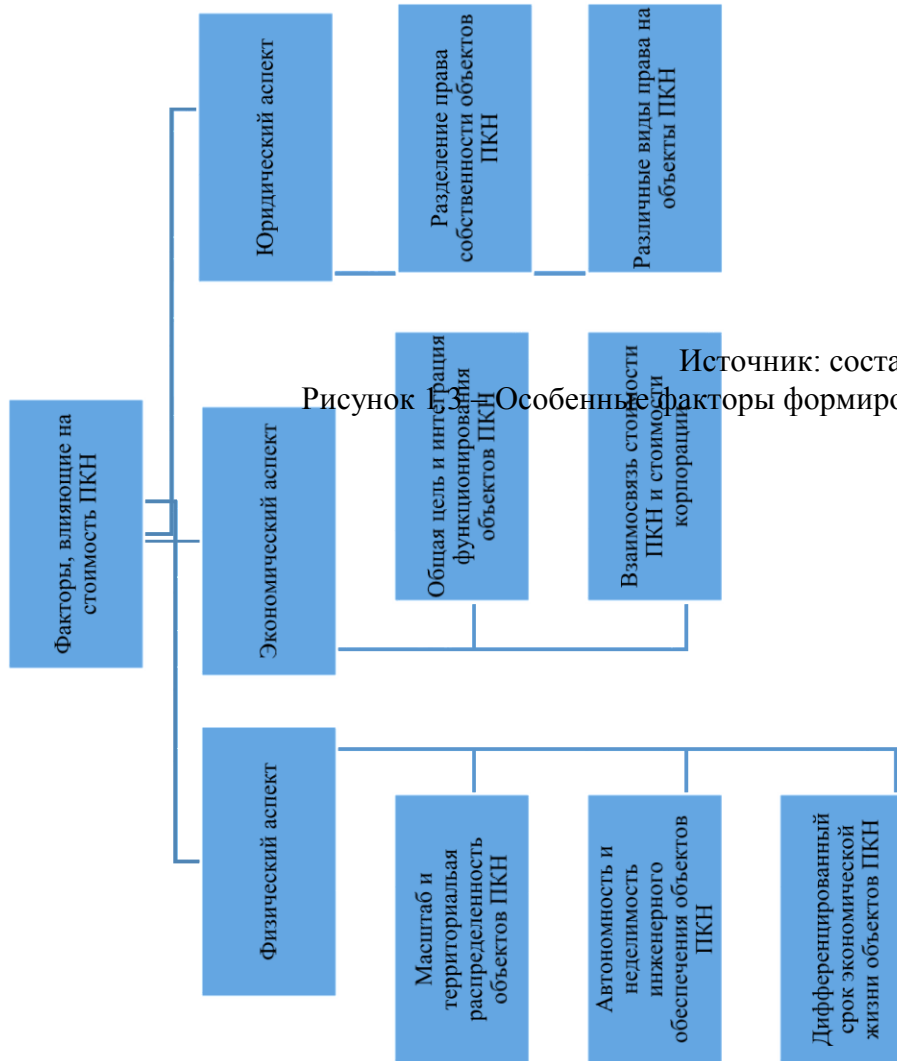 Факторы, влияющие на
стоимость ПКН
Физический аспект
Масштаб и
территориальая
распределенность
объектов ПКН
Автономность и
неделимость
инженерного
обеспечения объектов
ПКН
Дифференцированный
срок экономической
жизни объектов ПКН
Экономический аспект
Общая цель и интеграция
функционирования
объектов ПКН
Взаимосвязь стоимости
ПКН и стоимости
корпорации
Юридический аспект
Разделение права
собственности объектов
ПКН
Различные виды права на
объекты ПКН
Источник: соста
Рисунок 1.3 – Особенные факторы формиро